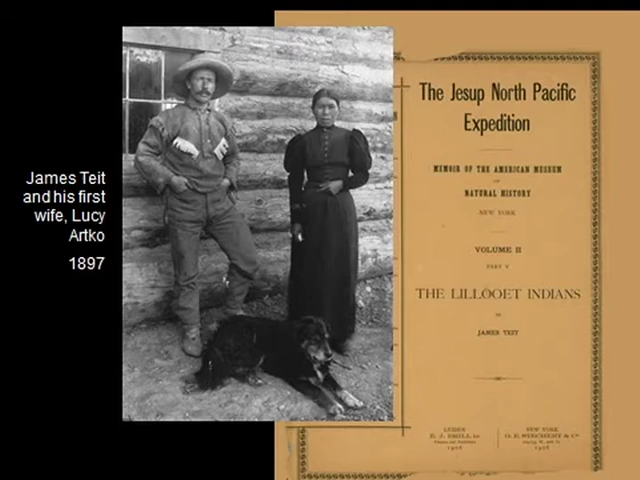 James Teit
and his first
wife, Lucy
Artko
1897
The Jesup North Pacific
Expedition
MEMOIR OF THE AMERICAN MUSEUM
NATURAL HISTORY
NEW YORK
VOLUME II
PART V
THE LILLOOET INDIANS
BY
JAMES TEIT
LEIDEN
E. J. BRILL
NEW YORK
G. E. STECHERT & Co